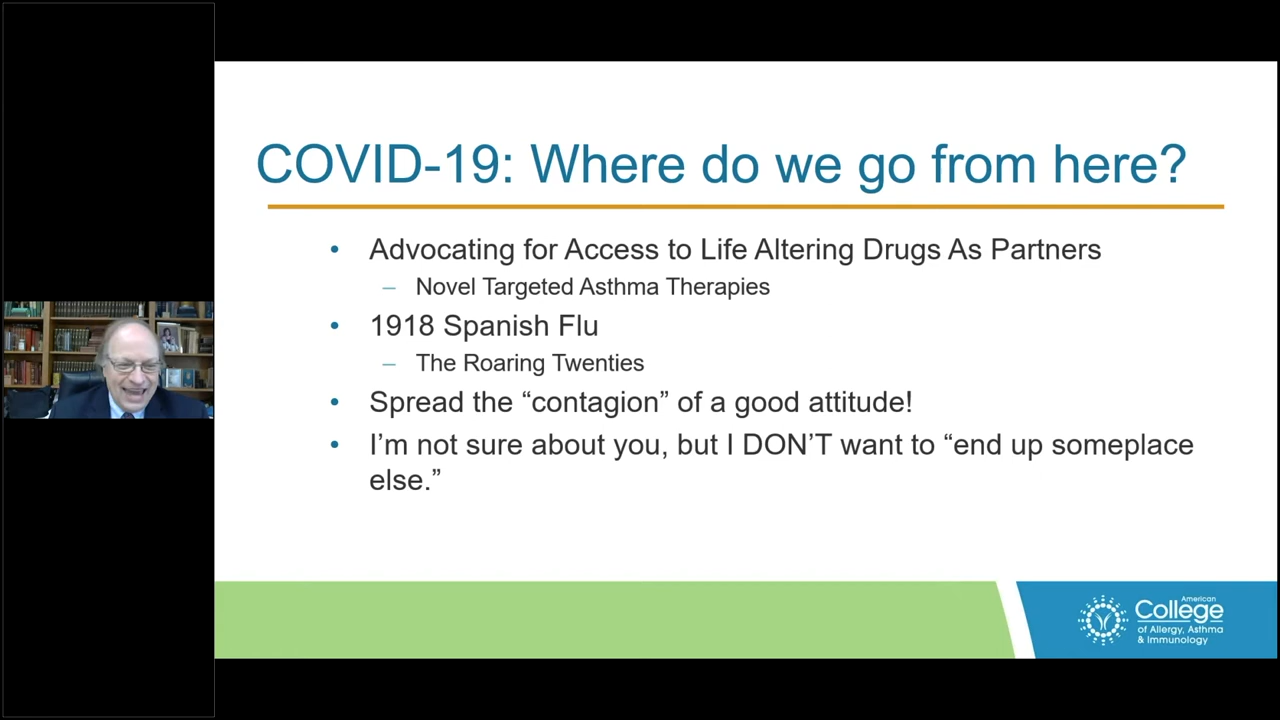 COVID-19: Where do we go from here?
• Advocating for Access to Life Altering Drugs As Partners
– Novel Targeted Asthma Therapies
• 1918 Spanish Flu
– The Roaring Twenties
• Spread the “contagion” of a good attitude!
• I’m not sure about you, but I DON’T want to “end up someplace
else.”
American
College
of Allergy, Asthma
& Immunology